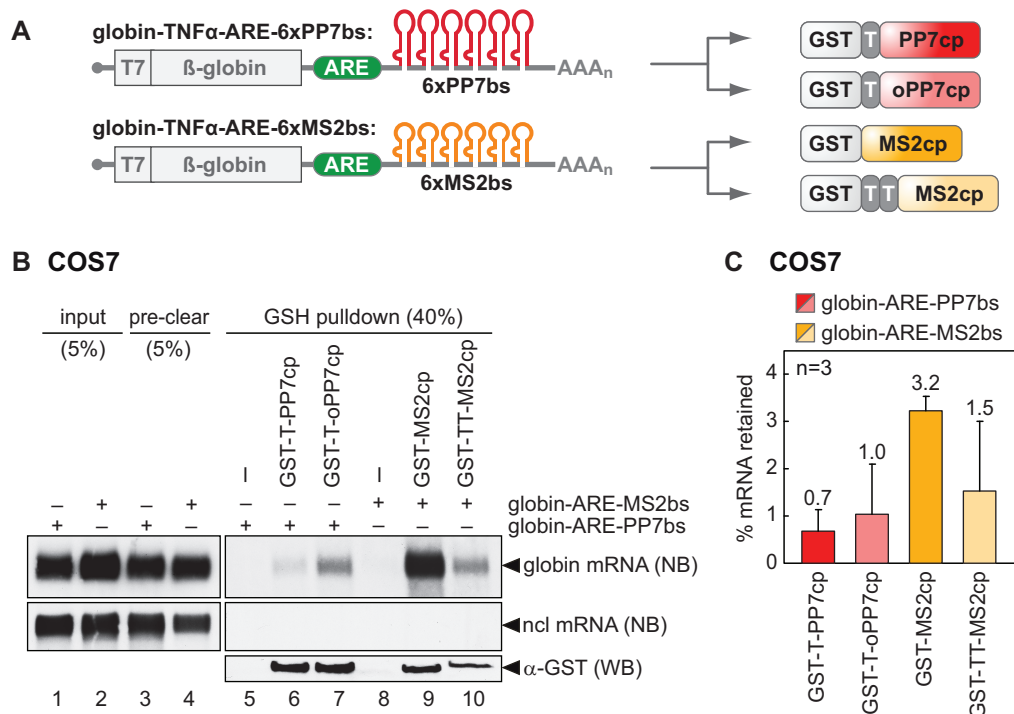 A
globin-TNFα-ARE-6xPP7bs:
T7 ß-globin ARE AAAn
6xPP7bs
GST T PP7cp
GST T oPP7cp
globin-TNFα-ARE-6xMS2bs:
T7 ß-globin ARE AAAn
6xMS2bs
GST MS2cp
GST T T MS2cp
B COS7
input pre-clear GSH pulldown (40%)
(5%) (5%)
– GST-T-PP7cp GST-T-oPP7cp – GST-MS2cp GST-TT-MS2cp
– + – + – – – + + + globin-ARE-MS2bs
+ – + – + + + – – – globin-ARE-PP7bs
globin mRNA (NB)
ncl mRNA (NB)
α-GST (WB)
1 2 3 4 5 6 7 8 9 10
C COS7
globin-ARE-PP7bs
globin-ARE-MS2bs
% mRNA retained
n=3
4
3
2
1
0
0.7 1.0 3.2 1.5
GST-T-PP7cp
GST-T-oPP7cp
GST-MS2cp
GST-TT-MS2cp